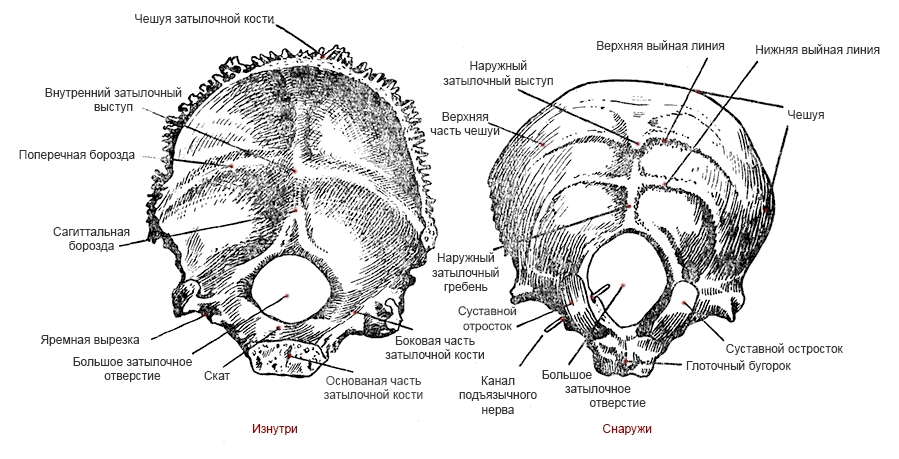 Чешуя затылочной кости
Внутренний затылочный
выступ
Поперечная борозда
Сагиттальная
борозда
Яремная вырезка
Большое затылочное
отверстие
Скат
Основаная часть
затылочной кости
Боковая часть
затылочной кости
Изнутри
Верхняя выйная линия
Нижняя выйная линия
Наружный
затылочный выступ
Чешуя
Верхняя
часть чешуи
Наружный
затылочный
гребень
Суставной
отросток
Канал
подъязычного
нерва
Большое
затылочное
отверстие
Суставной остросток
Глоточный бугорок
Снаружи